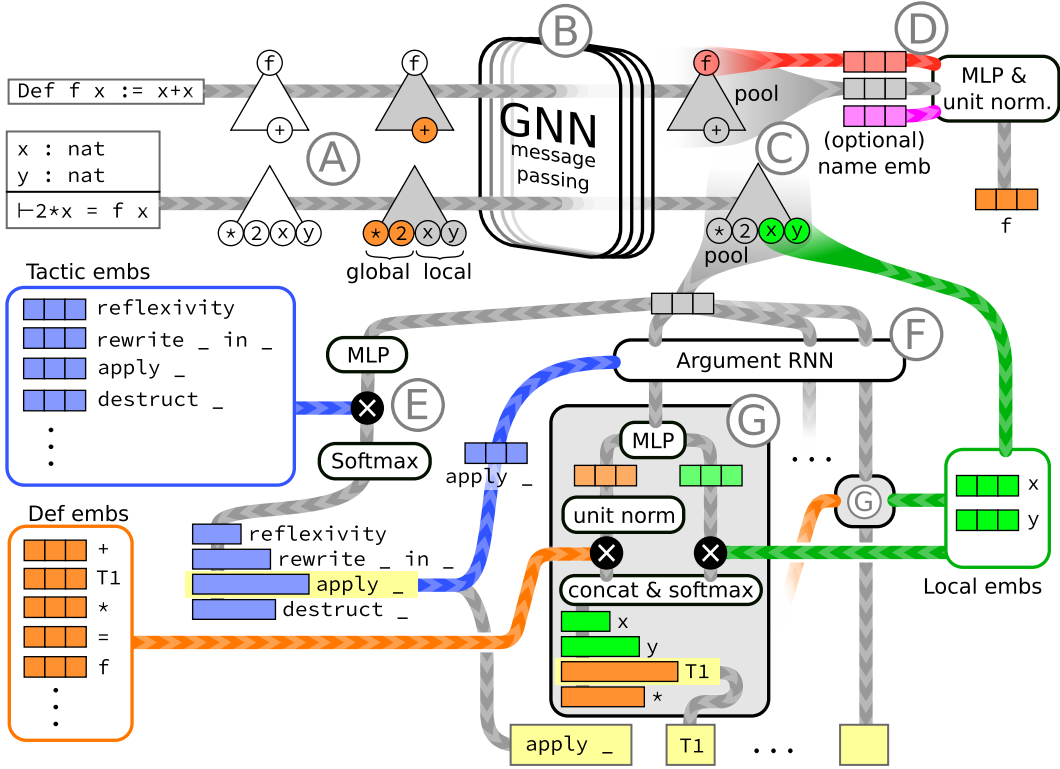 Def f x := x+x
x : nat
y : nat
⊢2*x = f x
f
+
f
+
A
* 2 x y
* 2 x y
global
local
B
GNN
message
passing
f
+
pool
C
* 2 x y
pool
D
MLP &
unit norm.
(optional)
name emb
f
Tactic embs
reflexivity
rewrite _ in _
apply _
destruct _
MLP
E
Softmax
Argument RNN
F
apply _
reflexivity
rewrite _ in _
apply _
destruct _
Def embs
+
T1
*
=
f
G
MLP
unit norm
concat & softmax
x
y
T1
*
...
G
x
y
Local embs
apply _
T1
...